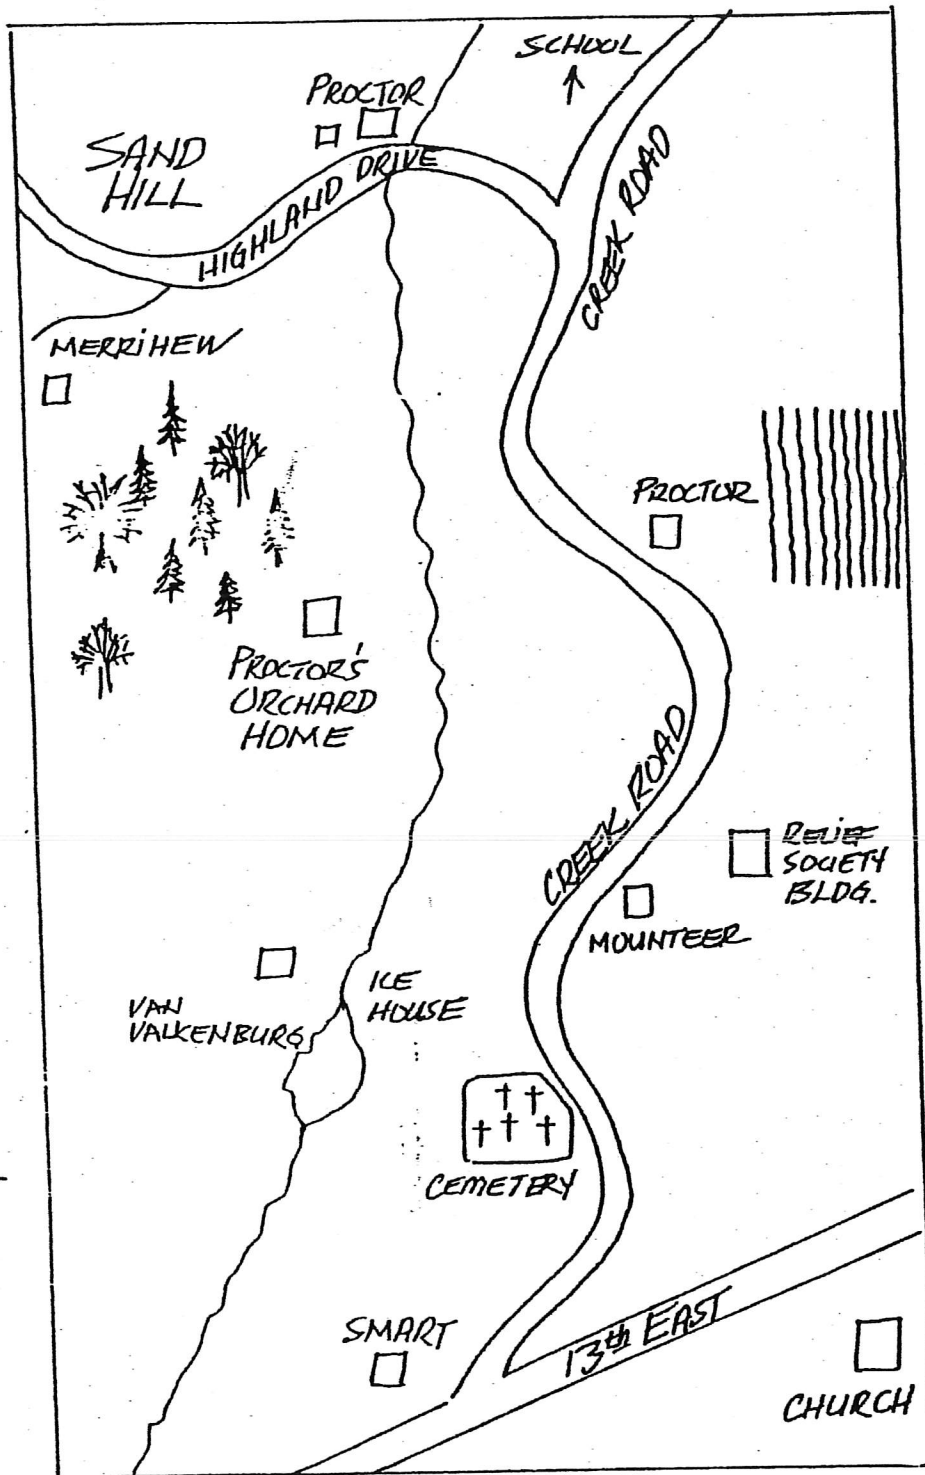 SCHOOL
PROCTOR
SAND
HILL
HIGHLAND DRIVE
CREEK ROAD
MERRIHEW
PROCTOR
PROCTOR'S
ORCHARD
HOME
CREEK ROAD
RELIEF
SOCIETY
BLDG.
MOUNTEER
ICE
HOUSE
VAN
VALKENBURG
CEMETERY
SMART
13th EAST
CHURCH